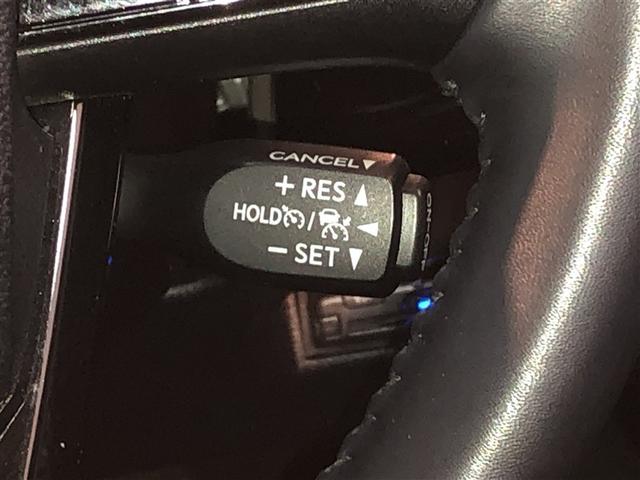 CANCEL▼
+ RES ▲
HOLD / ◀
− SET ▼
ON-OFF